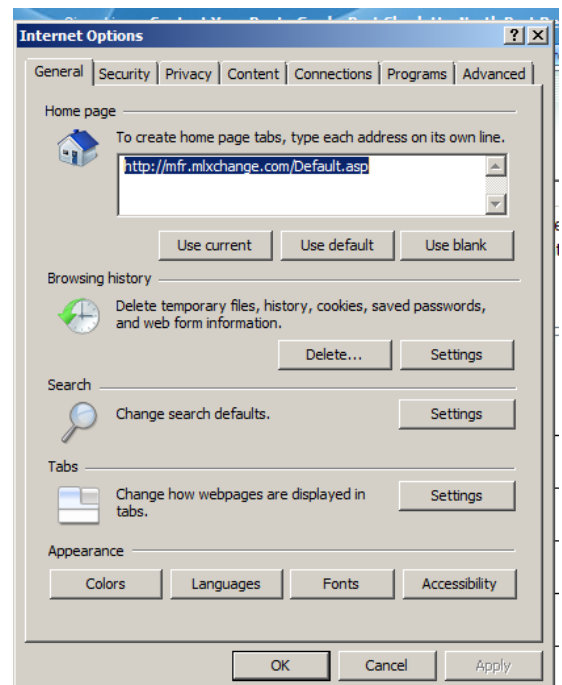 Internet Options ? X
General Security Privacy Content Connections Programs Advanced
Home page
To create home page tabs, type each address on its own line.
http://mfr.mlxchange.com/Default.asp
Use current Use default Use blank
Browsing history
Delete temporary files, history, cookies, saved passwords,
and web form information.
Delete... Settings
Search
Change search defaults. Settings
Tabs
Change how webpages are displayed in
tabs.
Settings
Appearance
Colors Languages Fonts Accessibility
OK Cancel Apply